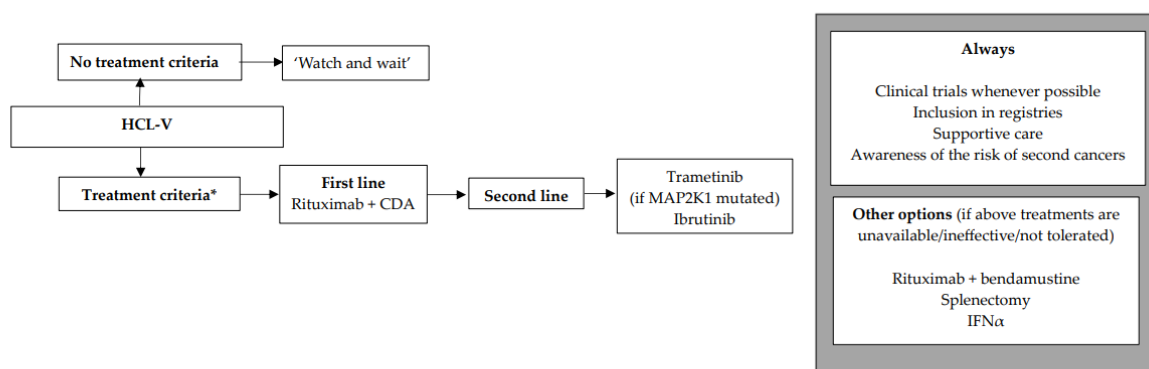 No treatment criteria
‘Watch and wait’
HCL-V
Treatment criteria*
First line
Rituximab + CDA
Second line
Trametinib
(if MAP2K1 mutated)
Ibrutinib
Always
Clinical trials whenever possible
Inclusion in registries
Supportive care
Awareness of the risk of second cancers
Other options (if above treatments are
unavailable/ineffective/not tolerated)
Rituximab + bendamustine
Splenectomy
IFNα